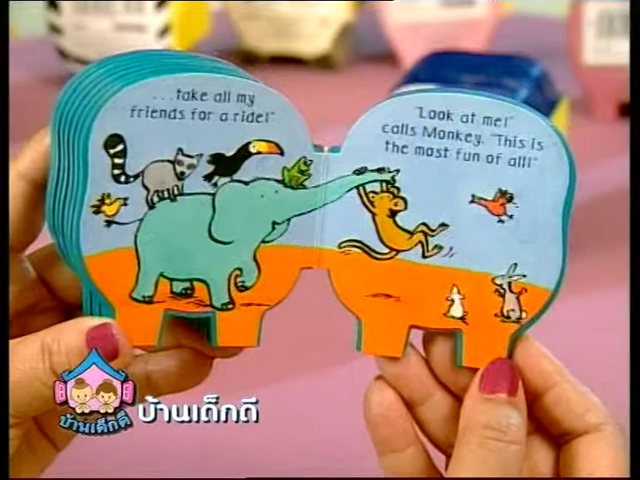 ...take all my
friends for a ride!"
"Look at me!"
calls Monkey. "This is
the most fun of all!"
บ้านเด็กดี
บ้านเด็กดี